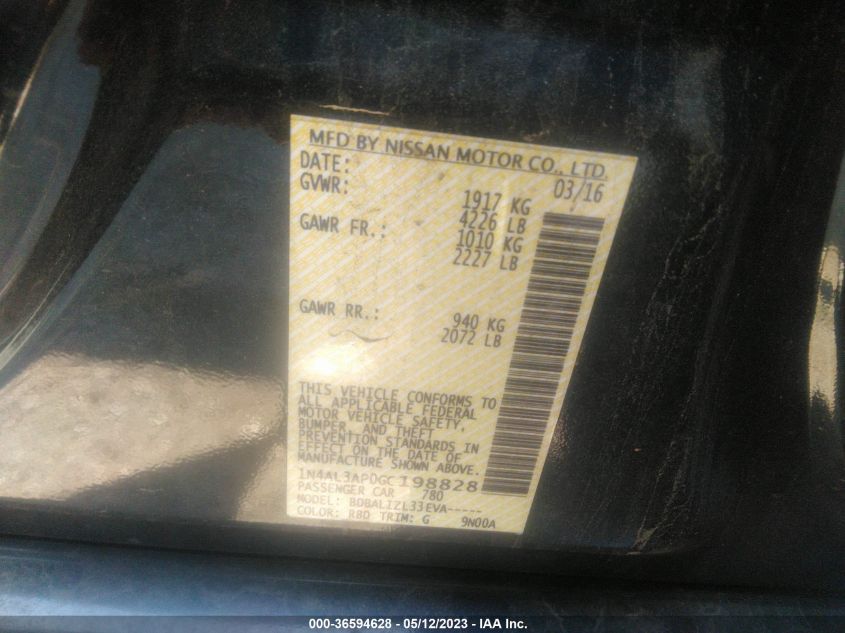 MFD BY NISSAN MOTOR CO., LTD.
DATE: 03/16
GVWR: 1917 KG
4226 LB
GAWR FR.: 1010 KG
2227 LB
GAWR RR.: 940 KG
2072 LB
THIS VEHICLE CONFORMS TO
ALL APPLICABLE FEDERAL
MOTOR VEHICLE SAFETY,
BUMPER, AND THEFT
PREVENTION STANDARDS IN
EFFECT ON THE DATE OF
MANUFACTURE SHOWN ABOVE.
1N4AL3AP0GC198828
PASSENGER CAR 780
MODEL: BDBALIZL33EVA-----
COLOR: RBD TRIM: G 9N00A
000-36594628 - 05/12/2023 - IAA Inc.